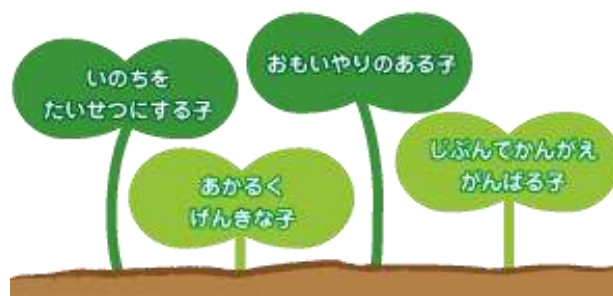 いのちを
たいせつにする子
おもいやりのある子
あかるく
げんきな子
じぶんでかんがえ
がんばる子